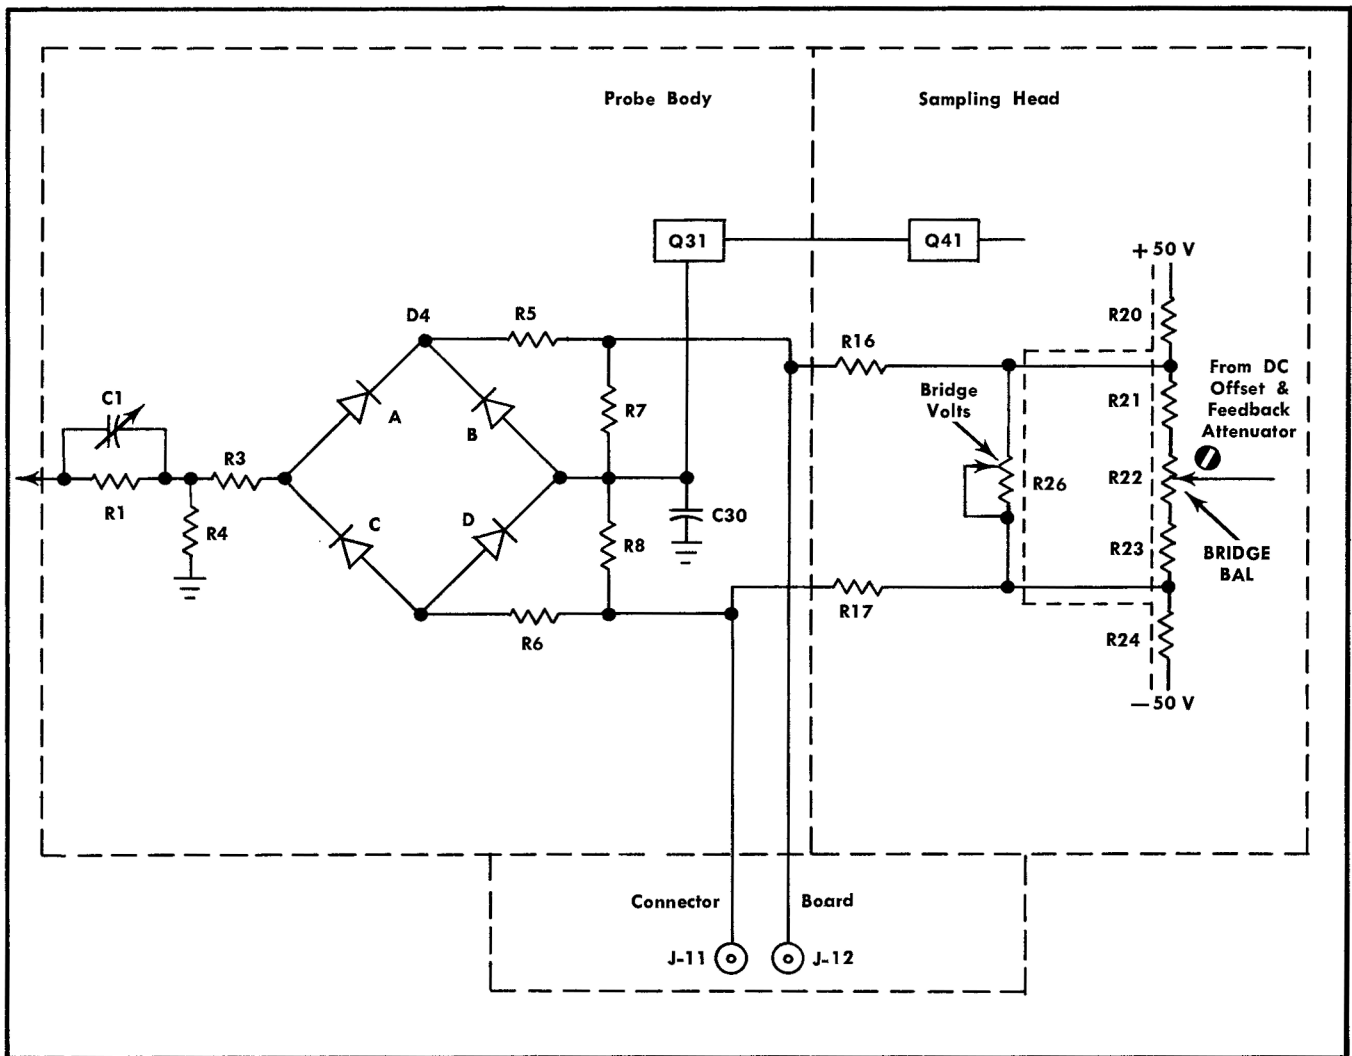 Probe Body
Sampling Head
Q31
Q41
+ 50 V
D4
R5
R20
R16
From DC
Offset &
Feedback
Attenuator
Bridge
Volts
C1
A
B
R7
R21
R3
R1
R4
C
D
R8
C30
R26
R22
R23
BRIDGE
BAL
R6
R17
R24
— 50 V
Connector Board
J-11
J-12